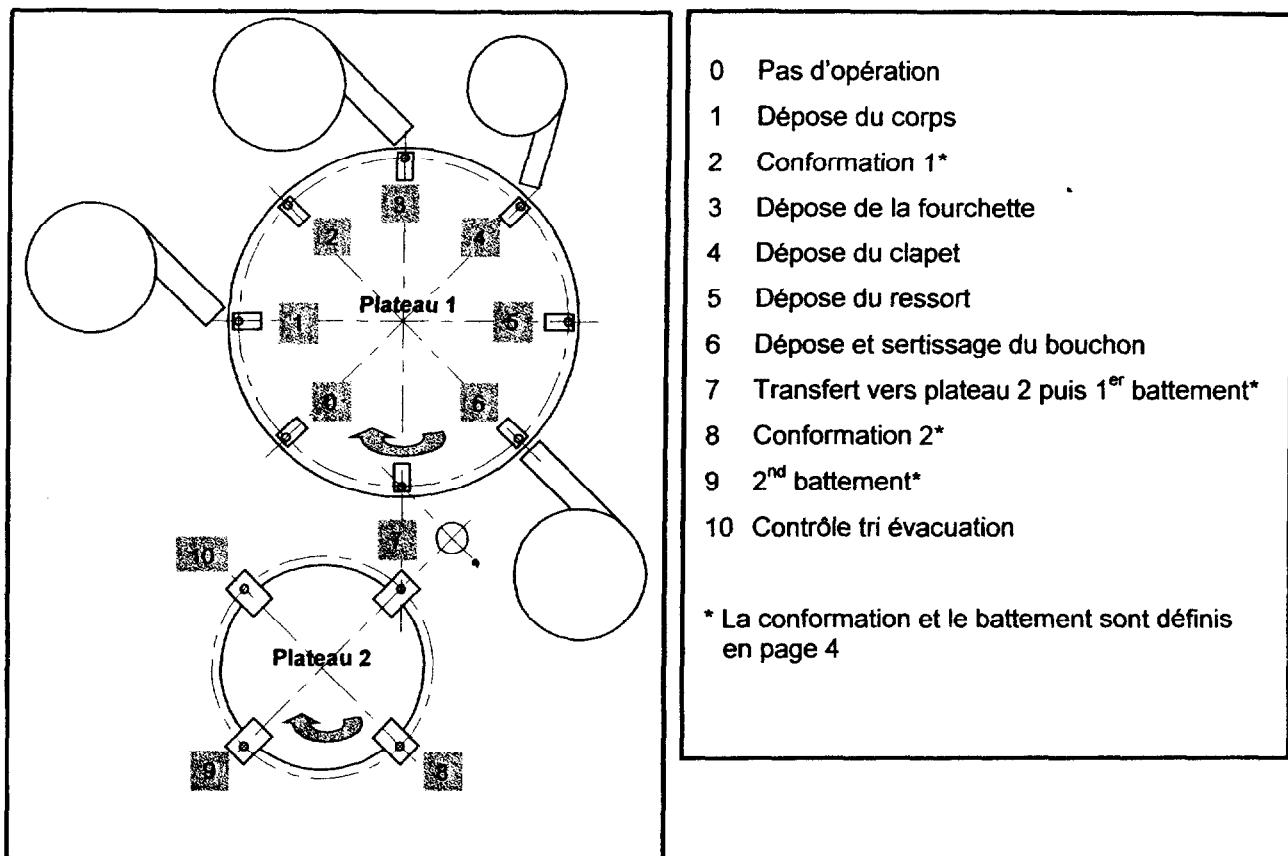 3
2
4
Plateau 1
1
5
0
6
7
10
Plateau 2
9
8
0 Pas d'opération
1 Dépose du corps
2 Conformation 1*
3 Dépose de la fourchette
4 Dépose du clapet
5 Dépose du ressort
6 Dépose et sertissage du bouchon
7 Transfert vers plateau 2 puis 1er battement*
8 Conformation 2*
9 2nd battement*
10 Contrôle tri évacuation
* La conformation et le battement sont définis
en page 4